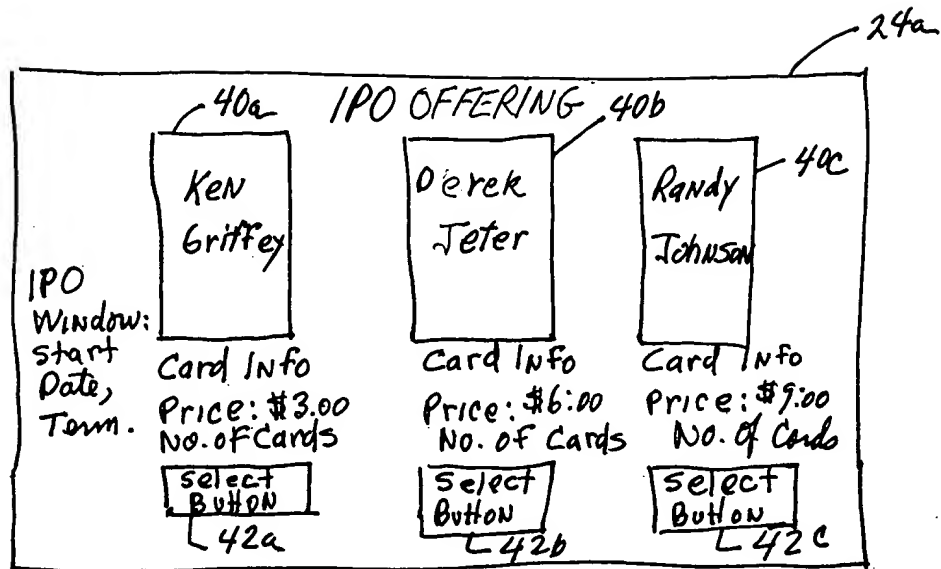 24a
IPO OFFERING
40a
40b
40c
Ken
Griffey
Derek
Jeter
Randy
Johnson
IPO
Window:
Start
Date,
Term.
Card Info
Price: $3.00
No. of Cards
Card Info
Price: $6:00
No. of Cards
Card Info
Price: $9:00
No. of Cards
Select
Button
Select
Button
Select
Button
42a
42b
42c